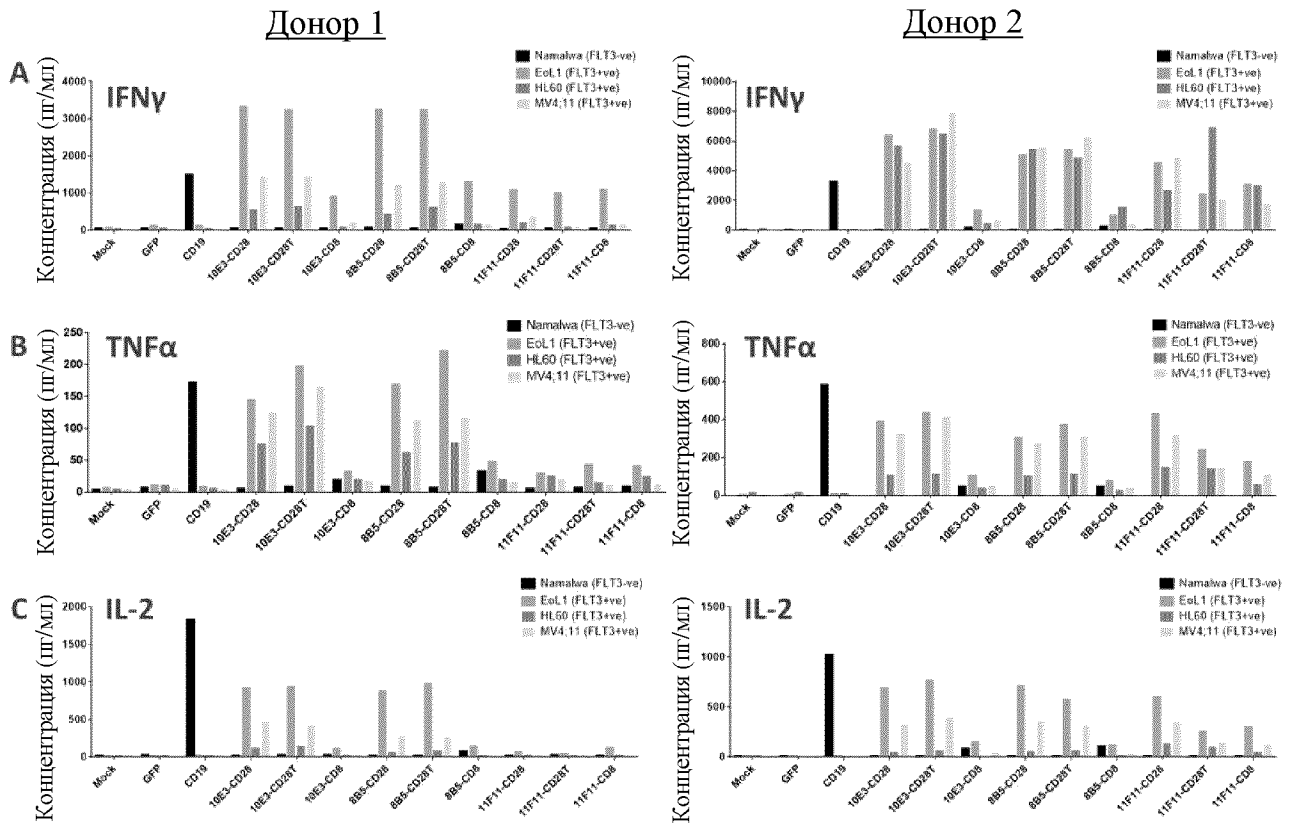 Донор 1
Донор 2
A
IFNγ
Концентрация (пг/мл)
4000
3000
2000
1000
0
Namalwa (FLT3-ve)
EoL1 (FLT3+ve)
HL60 (FLT3+ve)
MV4;11 (FLT3+ve)
Mock
GFP
CD19
10E3-CD28
10E3-CD28T
10E3-CD8
8B5-CD28
8B5-CD28T
8B5-CD8
11F11-CD28
11F11-CD28T
11F11-CD8
IFNγ
Концентрация (пг/мл)
10000
8000
6000
4000
2000
0
Namalwa (FLT3-ve)
EoL1 (FLT3+ve)
HL60 (FLT3+ve)
MV4;11 (FLT3+ve)
Mock
GFP
CD19
10E3-CD28
10E3-CD28T
10E3-CD8
8B5-CD28
8B5-CD28T
8B5-CD8
11F11-CD28
11F11-CD28T
11F11-CD8
B
TNFα
Концентрация (пг/мл)
250
200
150
100
50
0
Namalwa (FLT3-ve)
EoL1 (FLT3+ve)
HL60 (FLT3+ve)
MV4;11 (FLT3+ve)
Mock
GFP
CD19
10E3-CD28
10E3-CD28T
10E3-CD8
8B5-CD28
8B5-CD28T
8B5-CD8
11F11-CD28
11F11-CD28T
11F11-CD8
TNFα
Концентрация (пг/мл)
800
600
400
200
0
Namalwa (FLT3-ve)
EoL1 (FLT3+ve)
HL60 (FLT3+ve)
MV4;11 (FLT3+ve)
Mock
GFP
CD19
10E3-CD28
10E3-CD28T
10E3-CD8
8B5-CD28
8B5-CD28T
8B5-CD8
11F11-CD28
11F11-CD28T
11F11-CD8
C
IL-2
Концентрация (пг/мл)
2000
1500
1000
500
0
Namalwa (FLT3-ve)
EoL1 (FLT3+ve)
HL60 (FLT3+ve)
MV4;11 (FLT3+ve)
Mock
GFP
CD19
10E3-CD28
10E3-CD28T
10E3-CD8
8B5-CD28
8B5-CD28T
8B5-CD8
11F11-CD28
11F11-CD28T
11F11-CD8
IL-2
Концентрация (пг/мл)
1500
1000
500
0
Namalwa (FLT3-ve)
EoL1 (FLT3+ve)
HL60 (FLT3+ve)
MV4;11 (FLT3+ve)
Mock
GFP
CD19
10E3-CD28
10E3-CD28T
10E3-CD8
8B5-CD28
8B5-CD28T
8B5-CD8
11F11-CD28
11F11-CD28T
11F11-CD8